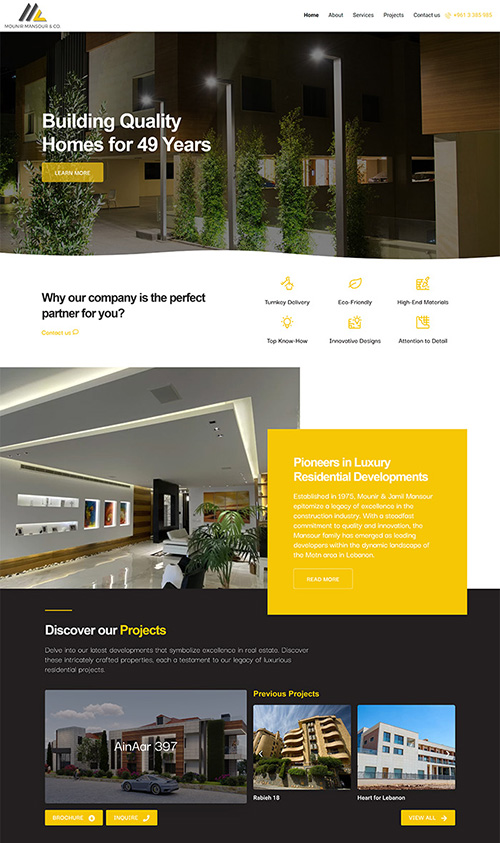 MOUNIR MANSOUR & CO.
Home About Services Projects Contact us +961 3 385 985
Building Quality
Homes for 49 Years
LEARN MORE
Why our company is the perfect
partner for you?
Contact us
Turnkey Delivery
Eco-Friendly
High-End Materials
Top Know-How
Innovative Designs
Attention to Detail
Pioneers in Luxury
Residential Developments
Established in 1975, Mounir & Jamil Mansour
epitomize a legacy of excellence in the
construction industry. With a steadfast
commitment to quality and innovation, the
Mansour family has emerged as leading
developers within the dynamic landscape of
the Metn area in Lebanon.
READ MORE
Discover our Projects
Delve into our latest developments that symbolize excellence in real estate. Discover
these intricately crafted properties, each a testament to our legacy of luxurious
residential projects.
AinAar 397
BROCHURE
INQUIRE
Previous Projects
Rabieh 18
Heart for Lebanon
VIEW ALL